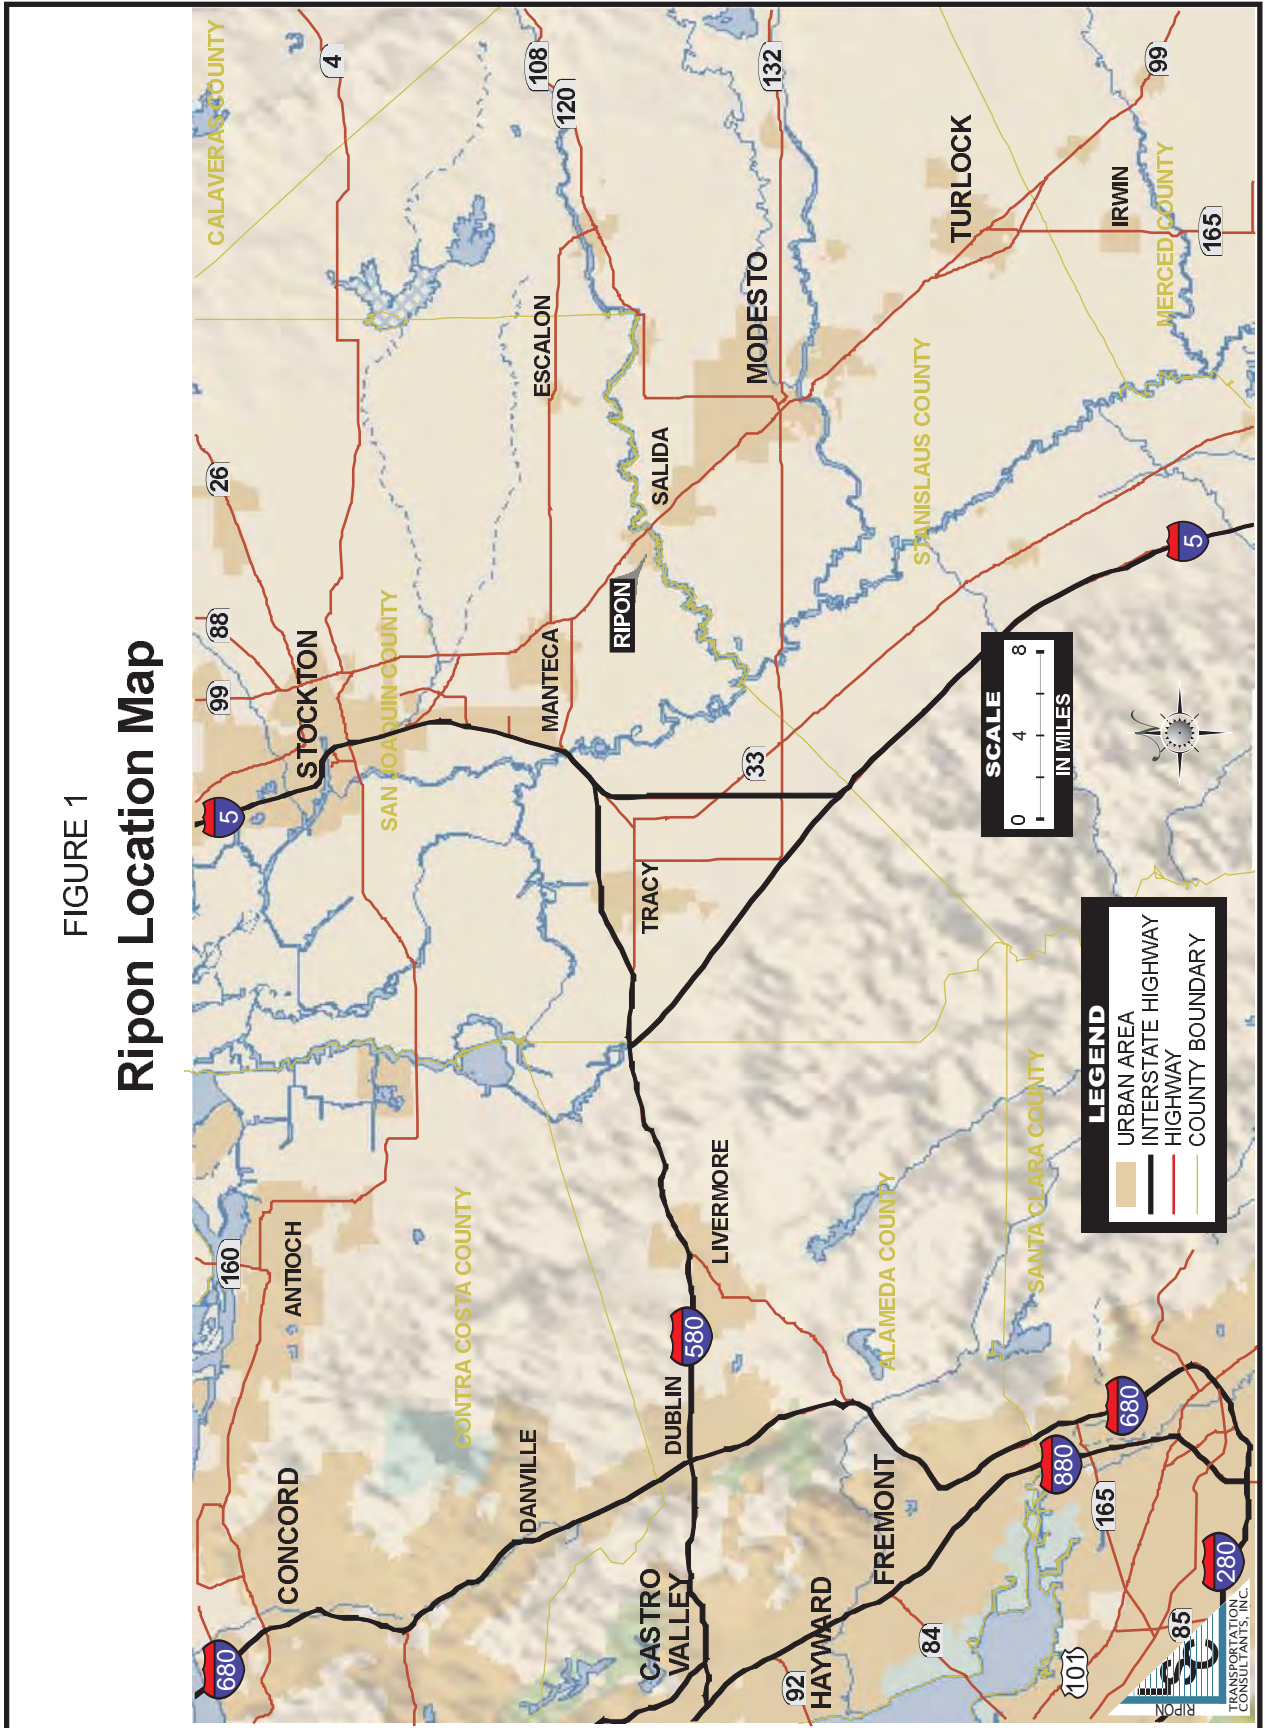 FIGURE 1
Ripon Location Map
CALAVERAS COUNTY
4
108
120
132
99
26
88
99
5
STOCKTON
SAN JOAQUIN COUNTY
ESCALON
MANTECA
RIPON
SALIDA
MODESTO
TURLOCK
IRWIN
MERCED COUNTY
165
STANISLAUS COUNTY
5
33
TRACY
160
ANTIOCH
CONTRA COSTA COUNTY
LIVERMORE
580
ALAMEDA COUNTY
SANTA CLARA COUNTY
CONCORD
680
DANVILLE
DUBLIN
CASTRO
VALLEY
HAYWARD
FREMONT
92
84
101
85
165
880
680
280
SCALE
0 4 8
IN MILES
LEGEND
URBAN AREA
INTERSTATE HIGHWAY
HIGHWAY
COUNTY BOUNDARY
LSC
TRANSPORTATION
CONSULTANTS, INC.
RIPON